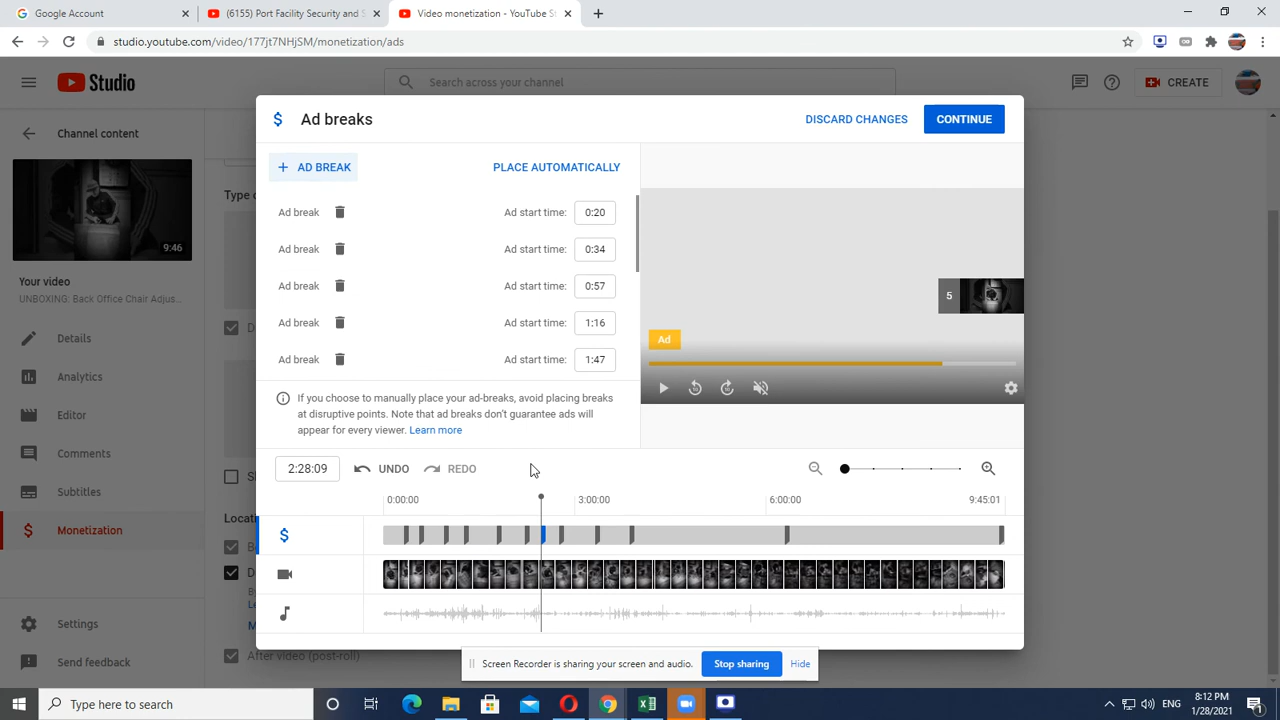 Google Account
(6155) Port Facility Security and S
Video monetization - YouTube St
studio.youtube.com/video/177jt7NHjSM/monetization/ads
Studio
Search across your channel
CREATE
Channel content
9:46
Your video
UNBOXING: Back Office Chair Adjus...
Details
Analytics
Editor
Comments
Subtitles
Monetization
Settings
Send feedback
Type
Locat
After video (post-roll)
Ad breaks
DISCARD CHANGES
CONTINUE
+ AD BREAK
PLACE AUTOMATICALLY
Ad break Ad start time: 0:20
Ad break Ad start time: 0:34
Ad break Ad start time: 0:57
Ad break Ad start time: 1:16
Ad break Ad start time: 1:47
If you choose to manually place your ad-breaks, avoid placing breaks
at disruptive points. Note that ad breaks don't guarantee ads will
appear for every viewer. Learn more
5
Ad
2:28:09 UNDO REDO
0:00:00 3:00:00 6:00:00 9:45:01
Screen Recorder is sharing your screen and audio. Stop sharing Hide
Type here to search
ENG
8:12 PM
1/28/2021